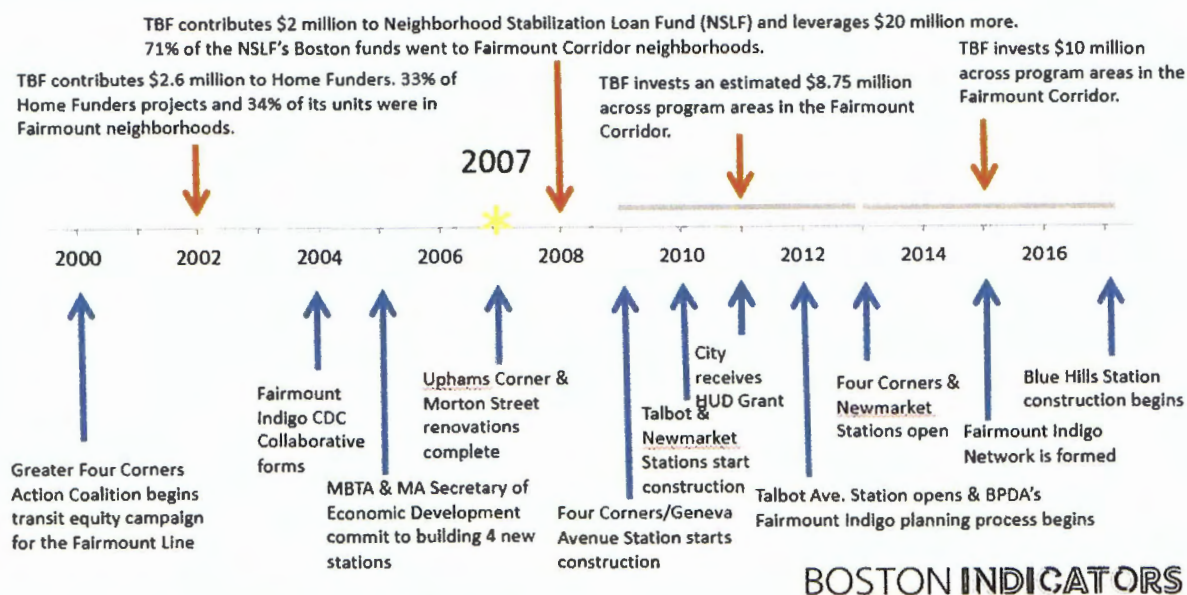 TBF contributes $2 million to Neighborhood Stabilization Loan Fund (NSLF) and leverages $20 million more.
71% of the NSLF's Boston funds went to Fairmount Corridor neighborhoods.
TBF contributes $2.6 million to Home Funders. 33% of
Home Funders projects and 34% of its units were in
Fairmount neighborhoods.
TBF invests an estimated $8.75 million
across program areas in the Fairmount
Corridor.
TBF invests $10 million
across program areas in the
Fairmount Corridor.
2007
2000 2002 2004 2006 2008 2010 2012 2014 2016
Greater Four Corners
Action Coalition begins
transit equity campaign
for the Fairmount Line
Fairmount
Indigo CDC
Collaborative
forms
MBTA & MA Secretary of
Economic Development
commit to building 4 new
stations
Uphams Corner &
Morton Street
renovations
complete
Four Corners/Geneva
Avenue Station starts
construction
Talbot &
Newmarket
Stations start
construction
City
receives
HUD Grant
Talbot Ave. Station opens & BPDA's
Fairmount Indigo planning process begins
Four Corners &
Newmarket
Stations open
Fairmount Indigo
Network is formed
Blue Hills Station
construction begins
BOSTON INDICATORS